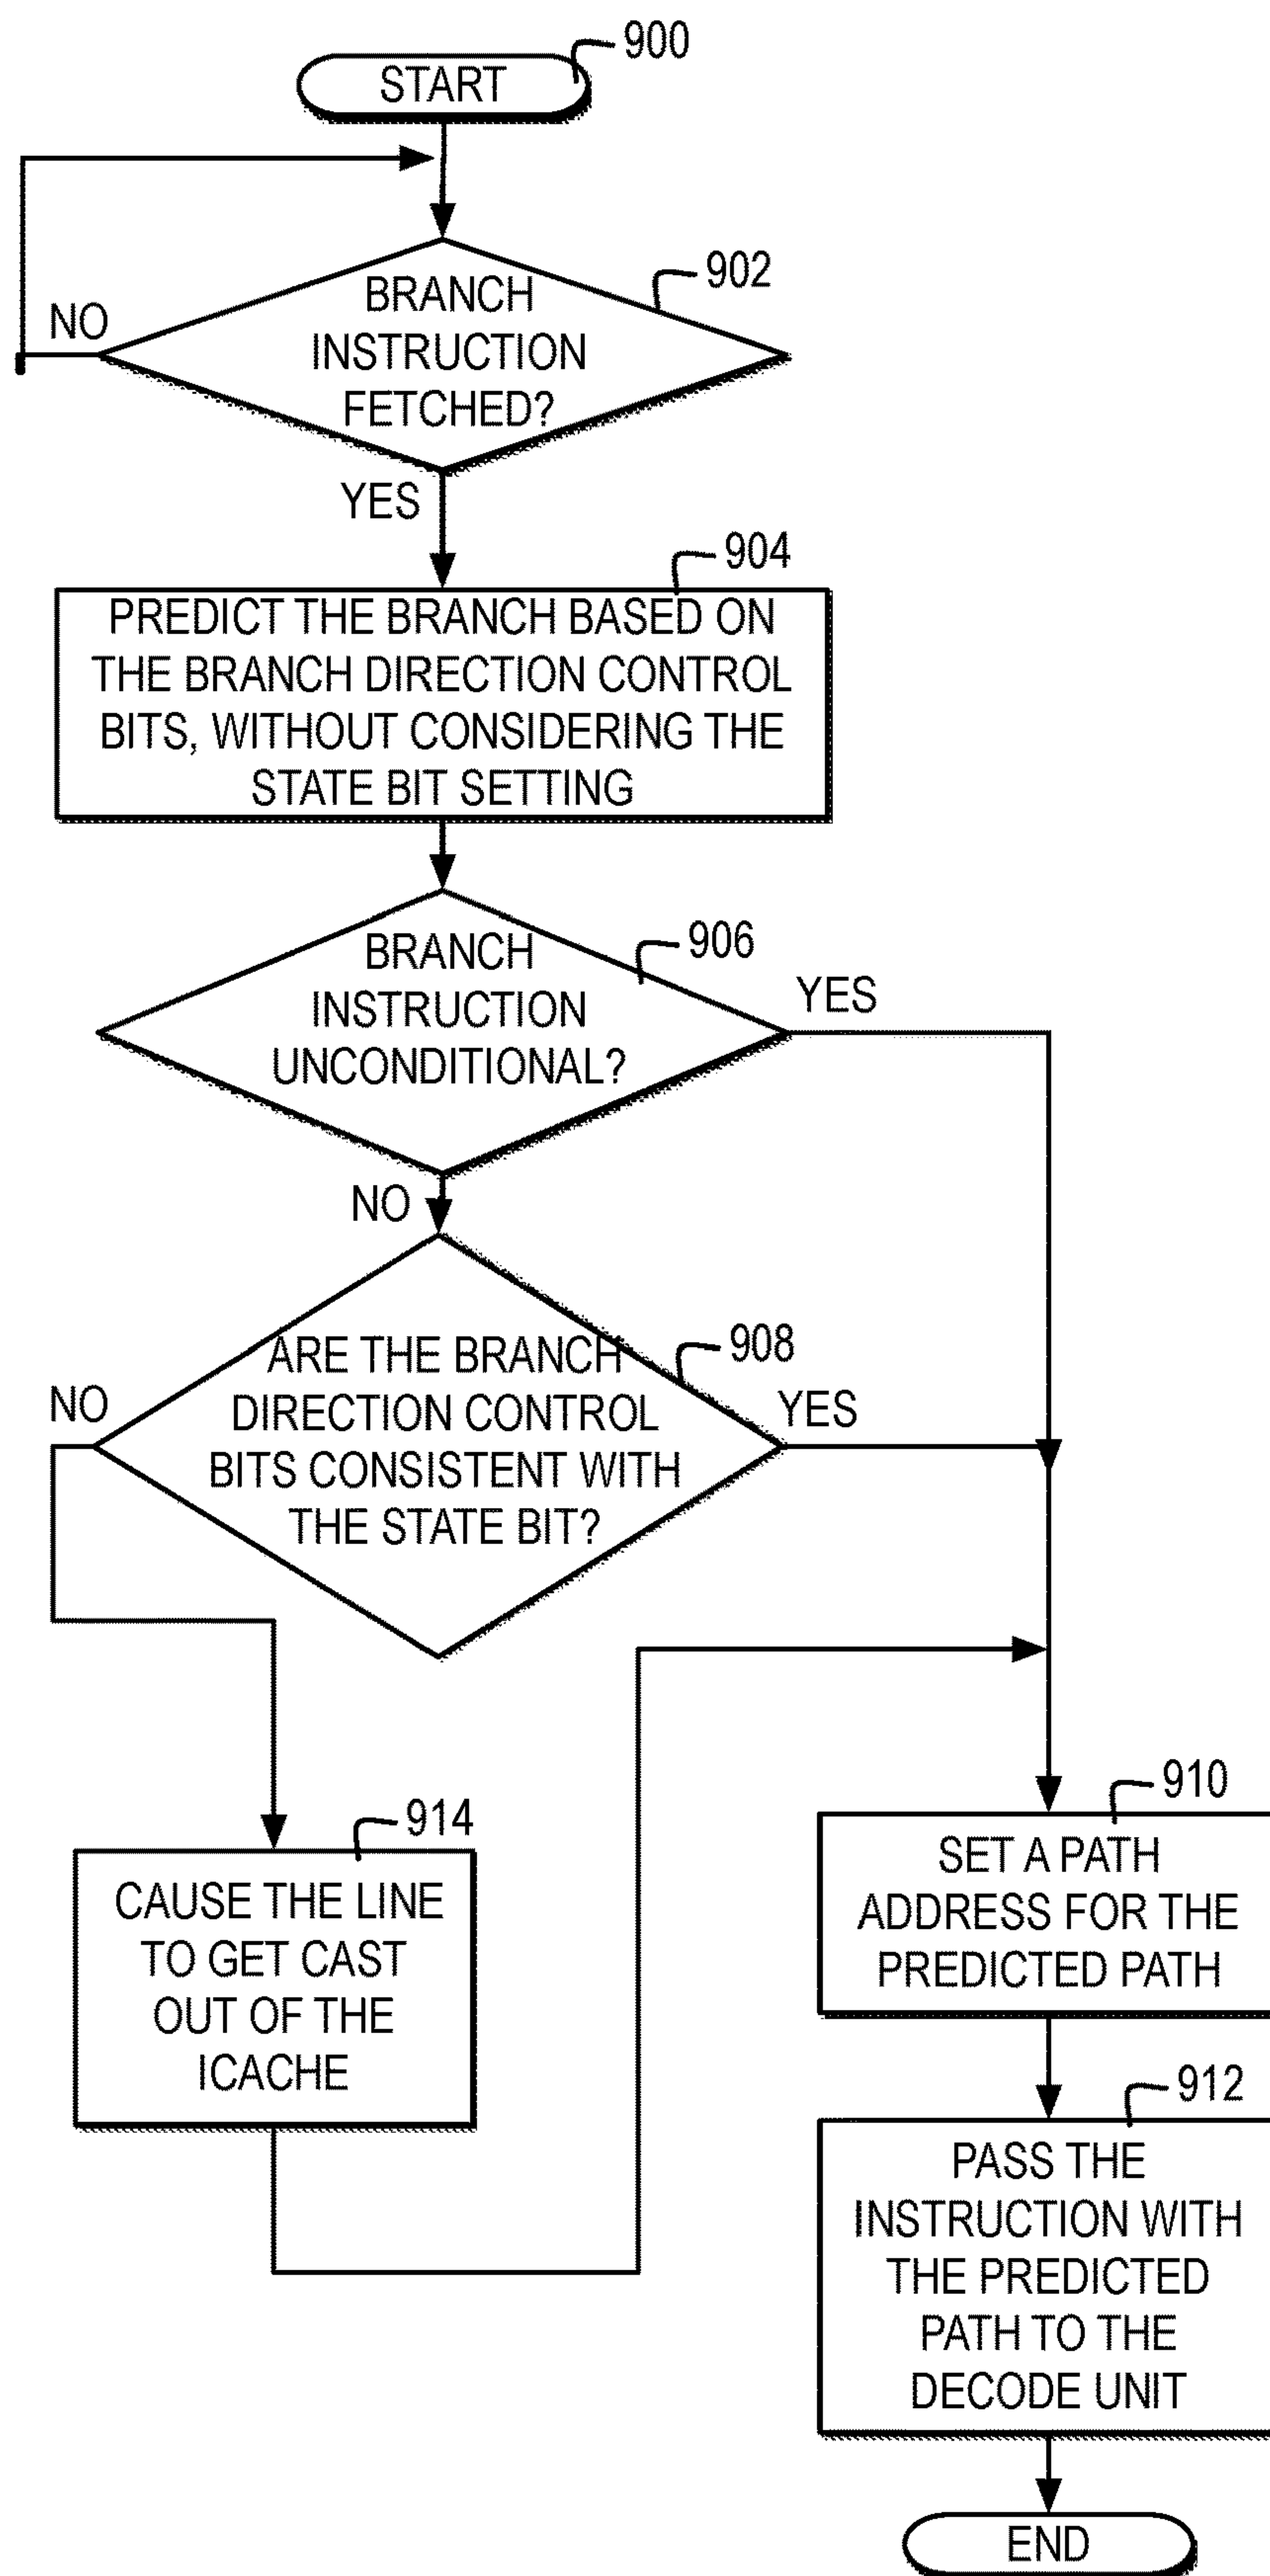 900
START
902
BRANCH
INSTRUCTION
FETCHED?
NO
YES
904
PREDICT THE BRANCH BASED ON
THE BRANCH DIRECTION CONTROL
BITS, WITHOUT CONSIDERING THE
STATE BIT SETTING
906
BRANCH
INSTRUCTION
UNCONDITIONAL?
YES
NO
908
ARE THE BRANCH
DIRECTION CONTROL
BITS CONSISTENT WITH
THE STATE BIT?
NO
YES
914
CAUSE THE LINE
TO GET CAST
OUT OF THE
ICACHE
910
SET A PATH
ADDRESS FOR THE
PREDICTED PATH
912
PASS THE
INSTRUCTION WITH
THE PREDICTED
PATH TO THE
DECODE UNIT
END